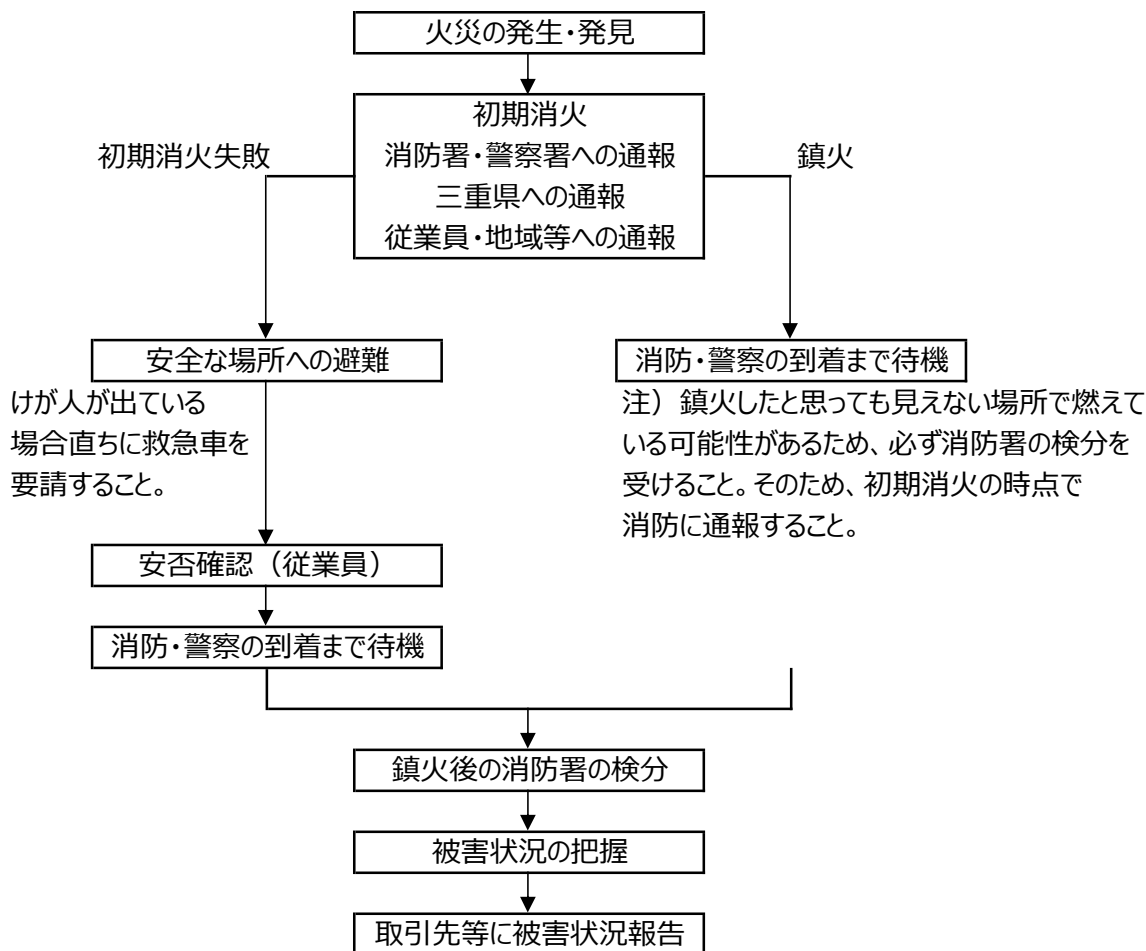 火災の発生・発見
初期消火
消防署・警察署への通報
三重県への通報
従業員・地域等への通報
初期消火失敗
鎮火
安全な場所への避難
けが人が出ている
場合直ちに救急車を
要請すること。
消防・警察の到着まで待機
注）鎮火したと思っても見えない場所で燃えて
いる可能性があるため、必ず消防署の検分を
受けること。そのため、初期消火の時点で
消防に通報すること。
安否確認（従業員）
消防・警察の到着まで待機
鎮火後の消防署の検分
被害状況の把握
取引先等に被害状況報告